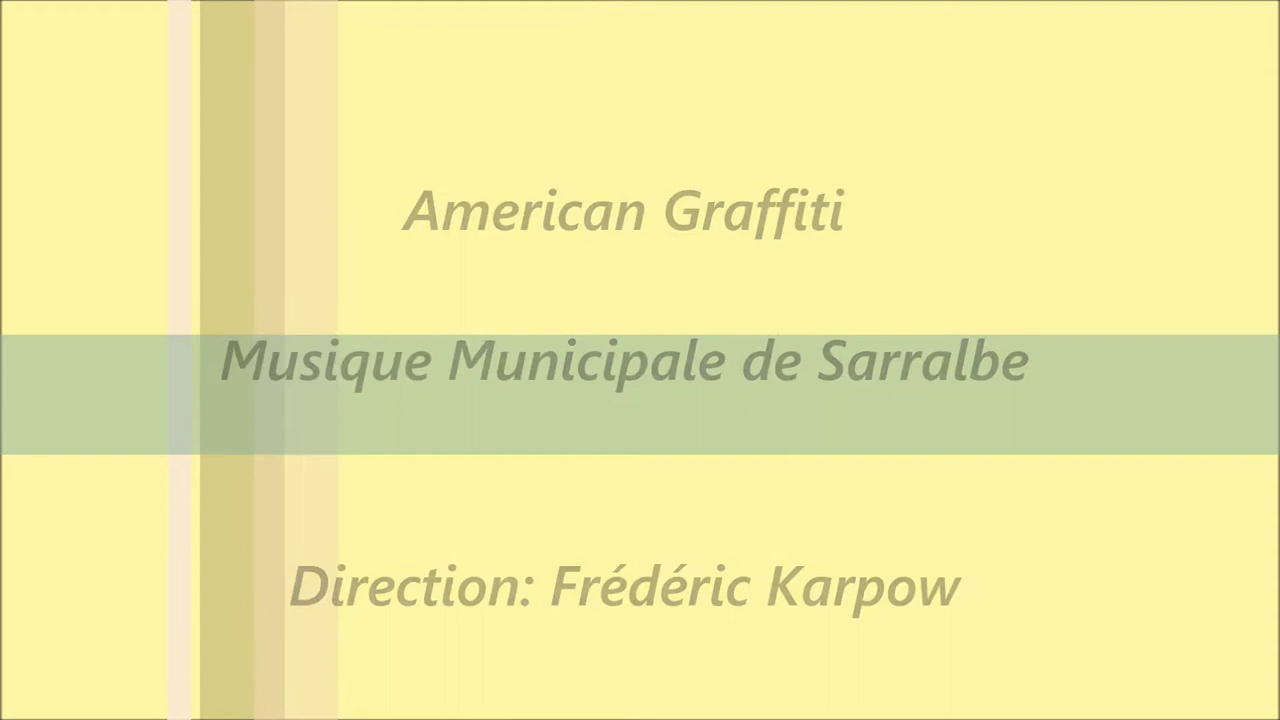 American Graffiti
Musique Municipale de Sarralbe
Direction: Frédéric Karpow